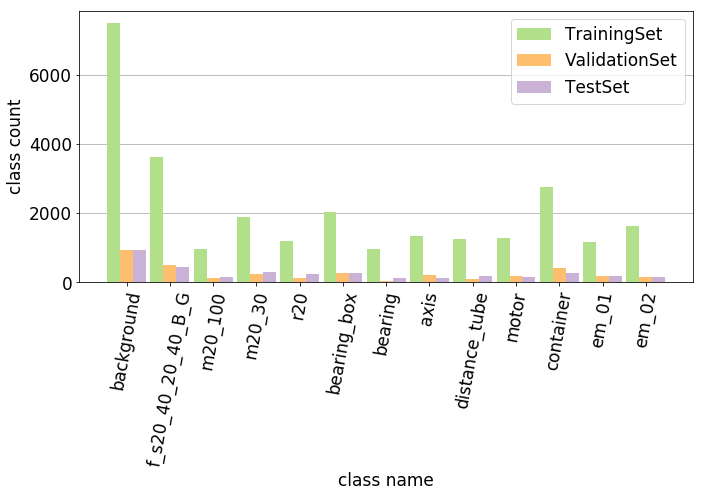 TrainingSet
ValidationSet
TestSet
class count
6000
4000
2000
0
background
f_s20_40_20_40_B_G
m20_100
m20_30
r20
bearing_box
bearing
axis
distance_tube
motor
container
em_01
em_02
class name